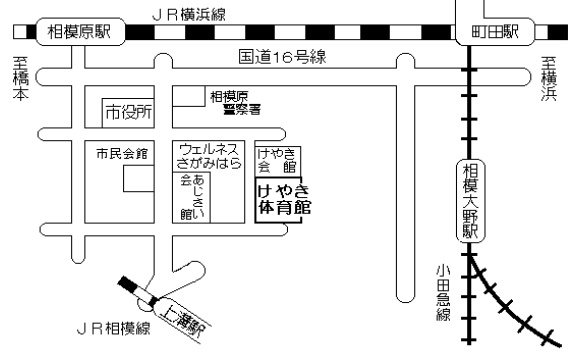 JR横浜線
相模原駅
町田駅
至橋本
国道16号線
至横浜
相模原
警察署
市役所
市民会館
ウェルネス
さがみはら
けやき
会館
あじさい
会館
けやき
体育館
相模大野駅
小田急線
上溝駅
JR相模線